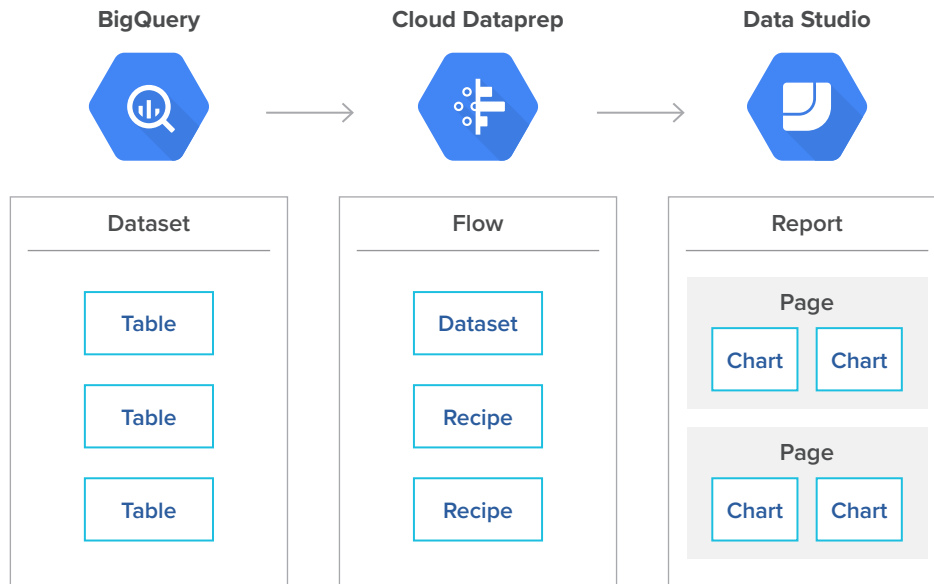 BigQuery
Cloud Dataprep
Data Studio
Dataset
Table
Table
Table
Flow
Dataset
Recipe
Recipe
Report
Page
Chart
Chart
Page
Chart
Chart